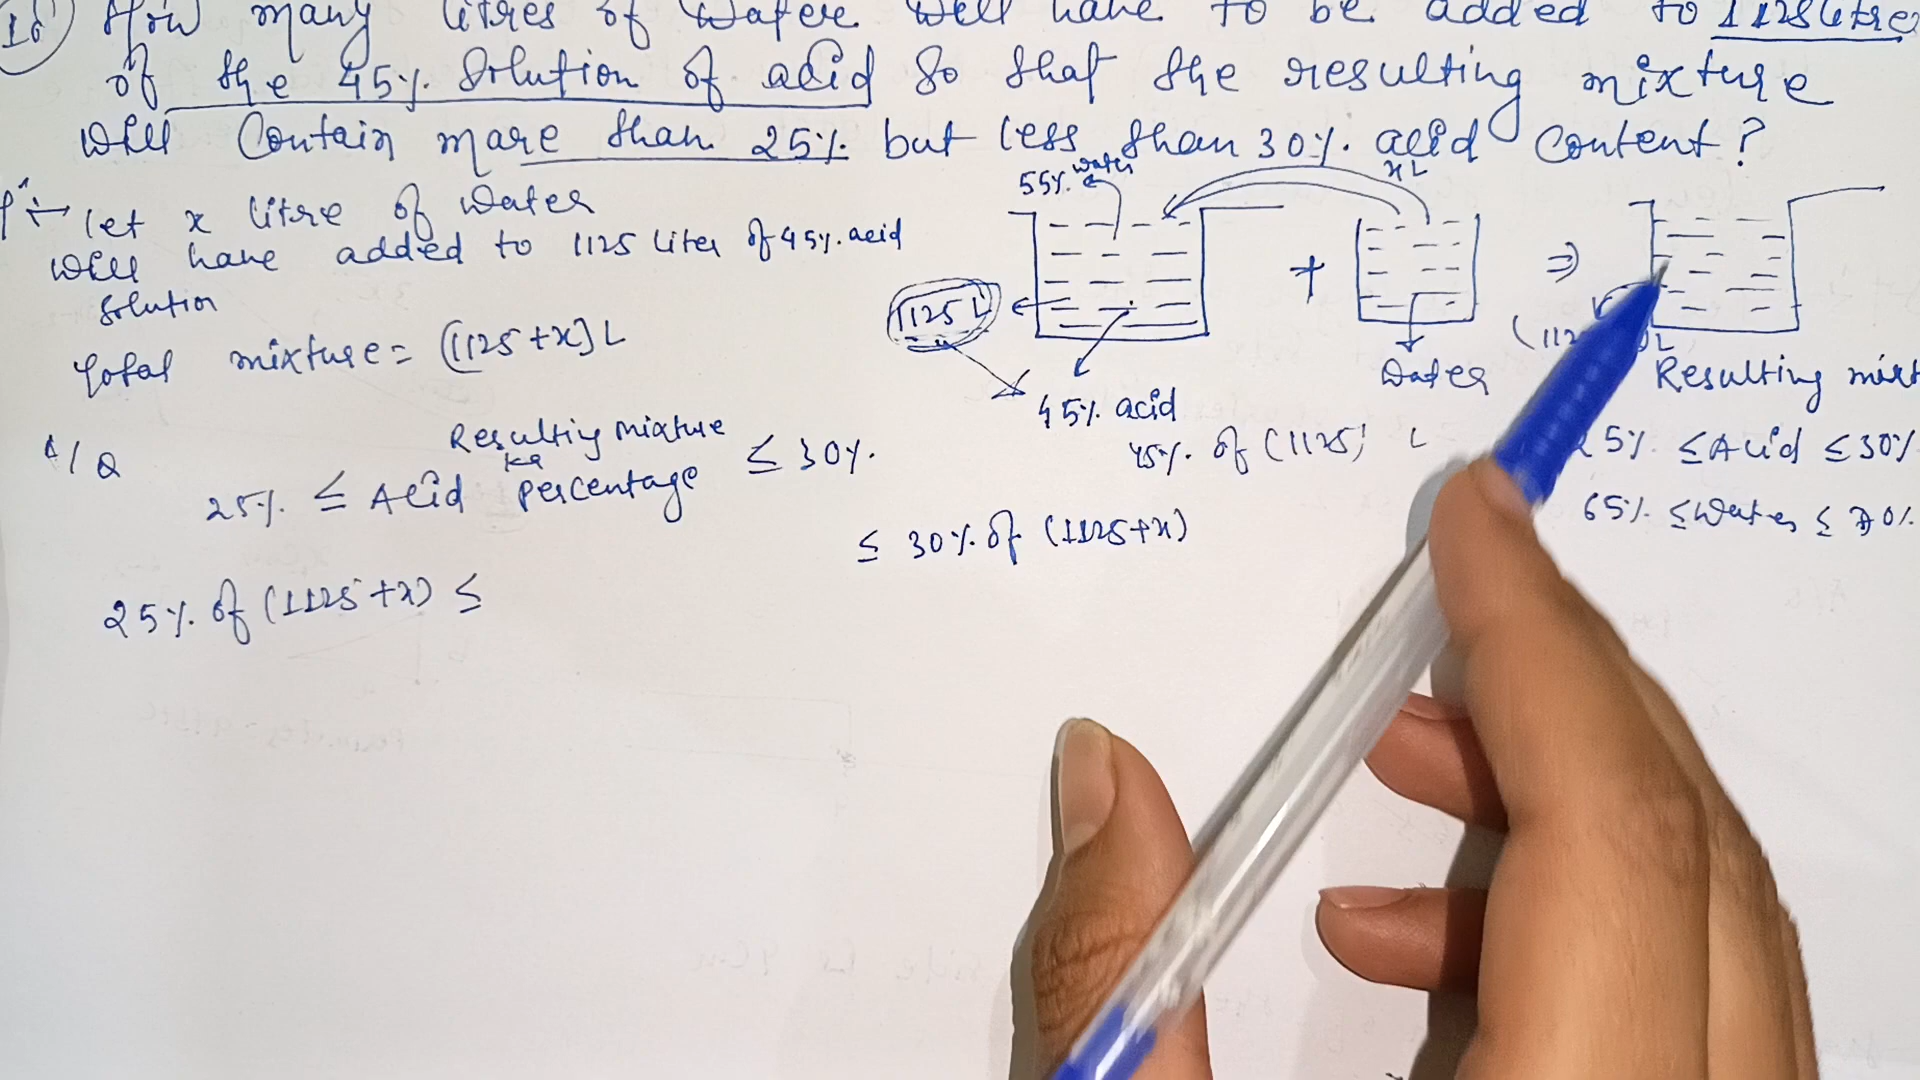 16 How many litres of water will have to be added to 1125 litre
of the 45% solution of acid so that the resulting mixture
will contain more than 25% but less than 30% acid content?
let x litre of water
will have added to 1125 liter of 45% acid
solution
Total mixture = (1125 + x) L
A/Q
Resulting mixture
ka
25% ≤ Acid percentage ≤ 30%.
≤ 30% of (1125+x)
25% of (1125+x) ≤
55% water
x L
1125 L
+
⇒
Water
45% acid
45% of (1125) L
Resulting mixt
25% ≤ Acid ≤ 30%
65% ≤ Water ≤ 70%